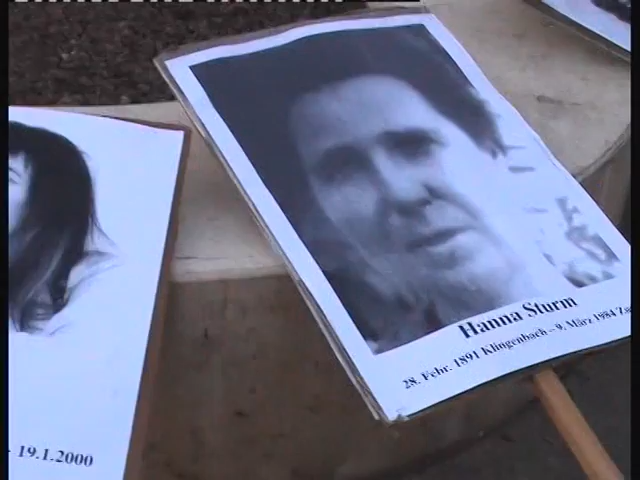 Hanna Sturm
28. Febr. 1891 Klingenbach – 9. März 1984
- 19.1.2000